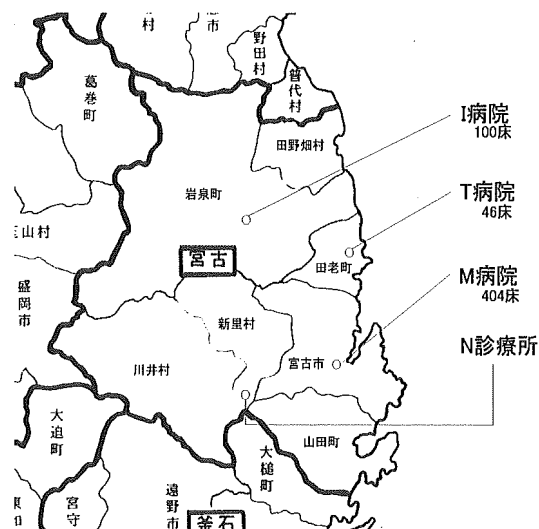 村
市
野田村
普代村
葛巻町
田野畑村
I病院
100床
岩泉町
T病院
46床
玉山村
宮古
田老町
M病院
404床
盛岡市
新里村
N診療所
川井村
宮古市
大迫町
山田町
大槌町
遠野市
宮守
東和
釜石